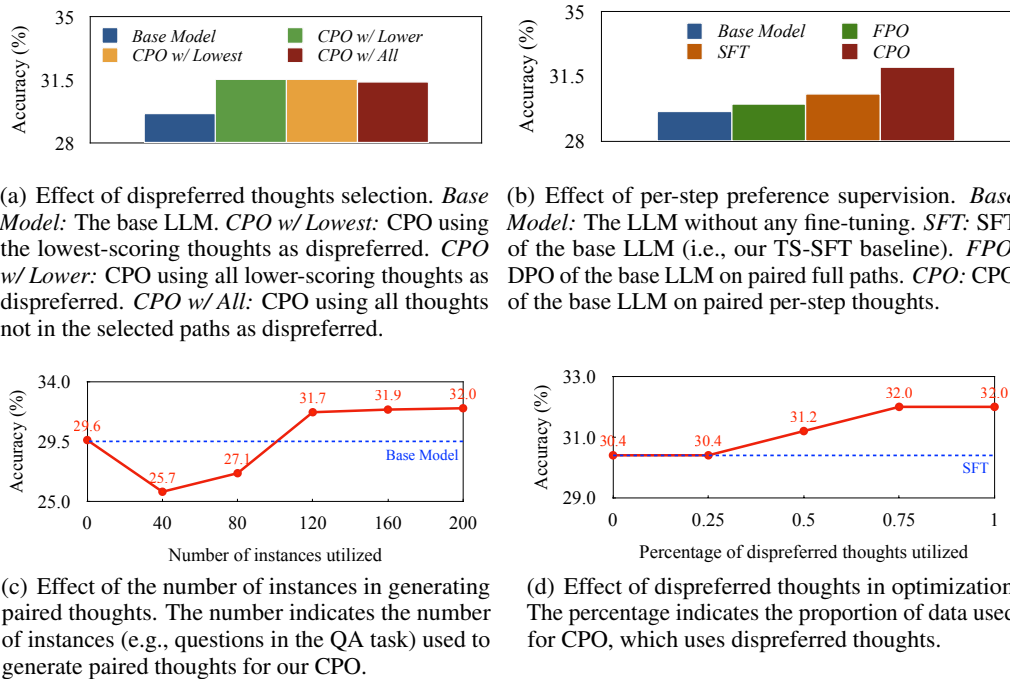 35
31.5
28
Accuracy (%)
Base Model
CPO w/ Lower
CPO w/ Lowest
CPO w/ All
35
31.5
28
Accuracy (%)
Base Model
FPO
SFT
CPO
(a) Effect of dispreferred thoughts selection. Base
Model: The base LLM. CPO w/ Lowest: CPO using
the lowest-scoring thoughts as dispreferred. CPO
w/ Lower: CPO using all lower-scoring thoughts as
dispreferred. CPO w/ All: CPO using all thoughts
not in the selected paths as dispreferred.
(b) Effect of per-step preference supervision. Base
Model: The LLM without any fine-tuning. SFT: SFT
of the base LLM (i.e., our TS-SFT baseline). FPO
DPO of the base LLM on paired full paths. CPO: CPO
of the base LLM on paired per-step thoughts.
34.0
29.5
25.0
Accuracy (%)
29.6
25.7
27.1
31.7
31.9
32.0
Base Model
0 40 80 120 160 200
Number of instances utilized
33.0
31.0
29.0
Accuracy (%)
30.4
30.4
31.2
32.0
32.0
SFT
0 0.25 0.5 0.75 1
Percentage of dispreferred thoughts utilized
(c) Effect of the number of instances in generating
paired thoughts. The number indicates the number
of instances (e.g., questions in the QA task) used to
generate paired thoughts for our CPO.
(d) Effect of dispreferred thoughts in optimization
The percentage indicates the proportion of data used
for CPO, which uses dispreferred thoughts.